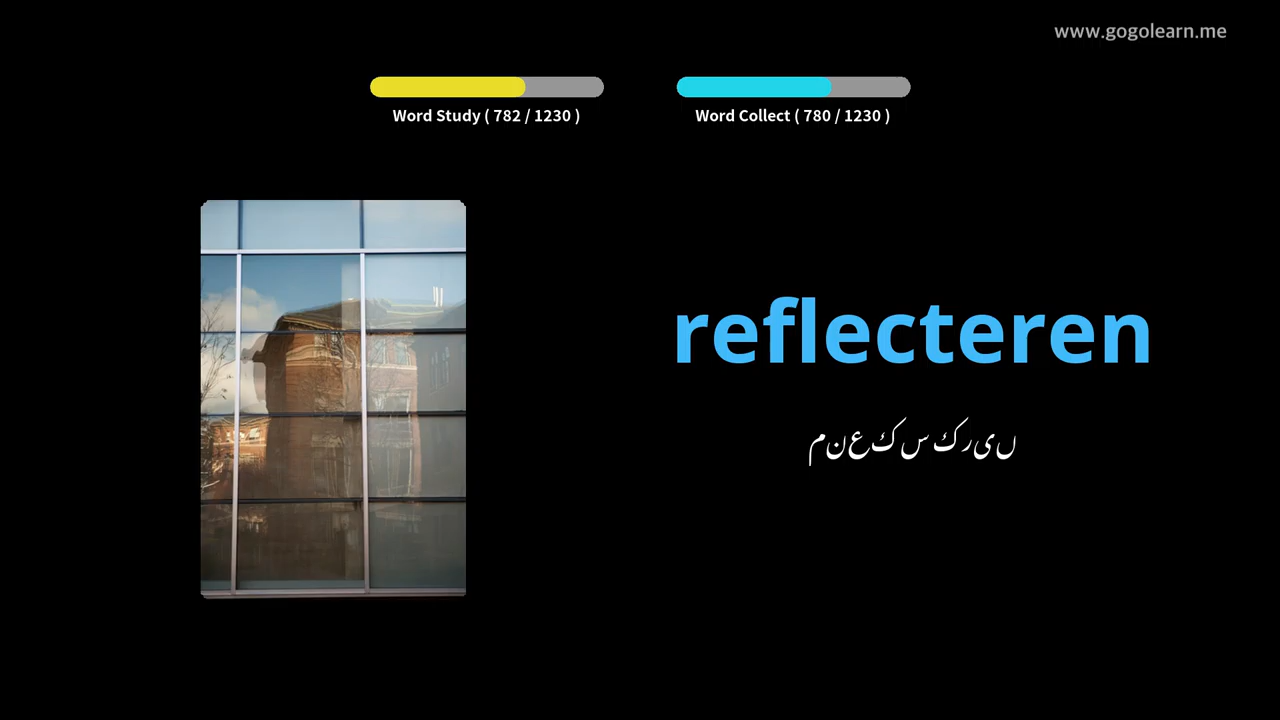 www.gogolearn.me
Word Study ( 782 / 1230 )
Word Collect ( 780 / 1230 )
reflecteren
منعکس کریں